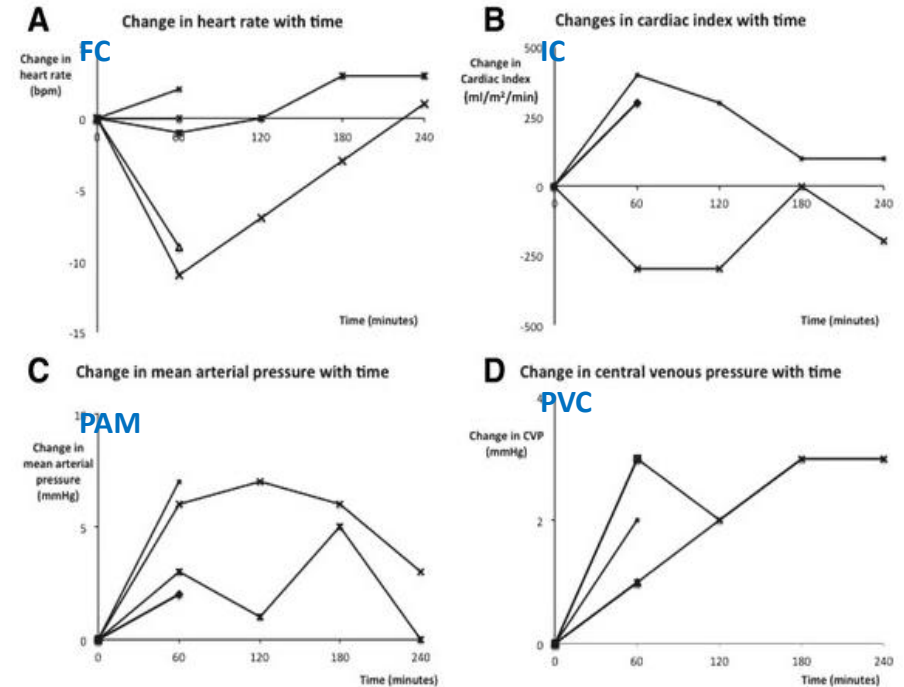 A Change in heart rate with time
FC
Change in
heart rate
(bpm)
0
-5
-10
-15
0 60 120 180 240
Time (minutes)
B Changes in cardiac index with time
IC
500
Change in
Cardiac Index
(ml/m²/min)
250
0
-250
-500
0 60 120 180 240
Time (minutes)
C Change in mean arterial pressure with time
PAM
Change in
mean arterial
pressure
(mmHg)
5
0
0 60 120 180 240
Time (minutes)
D Change in central venous pressure with time
PVC
4
Change in CVP
(mmHg)
2
0
0 60 120 180 240
Time (minutes)